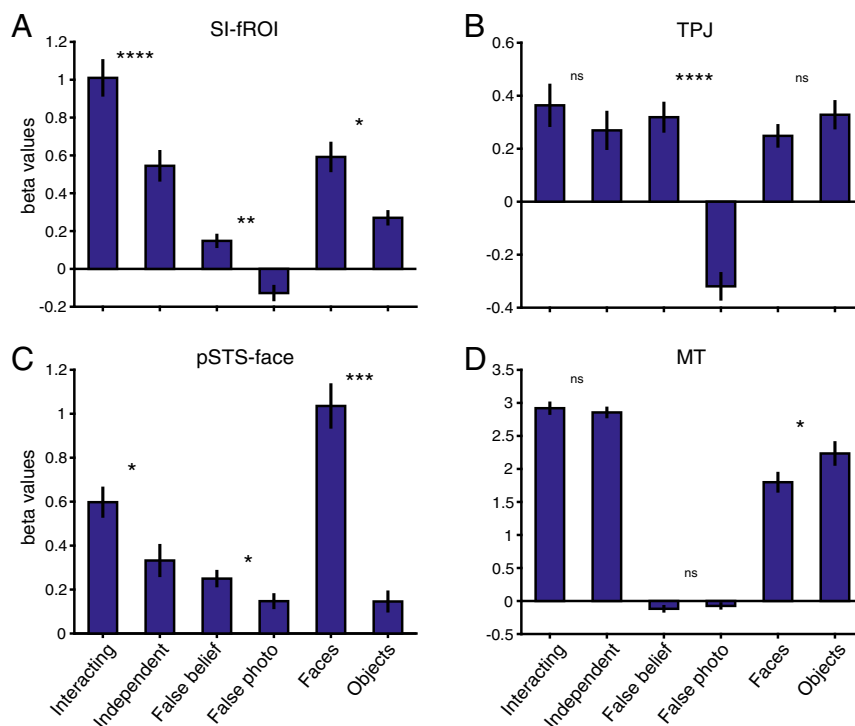 A
SI-fROI
beta values
1.2
1
0.8
0.6
0.4
0.2
0
-0.2
****
**
*
B
TPJ
0.6
0.4
0.2
0
-0.2
-0.4
ns
****
ns
C
pSTS-face
beta values
1.2
1
0.8
0.6
0.4
0.2
0
*
*
***
Interacting
Independent
False belief
False photo
Faces
Objects
D
MT
3.5
3
2.5
2
1.5
1
0.5
0
-0.5
ns
ns
*
Interacting
Independent
False belief
False photo
Faces
Objects